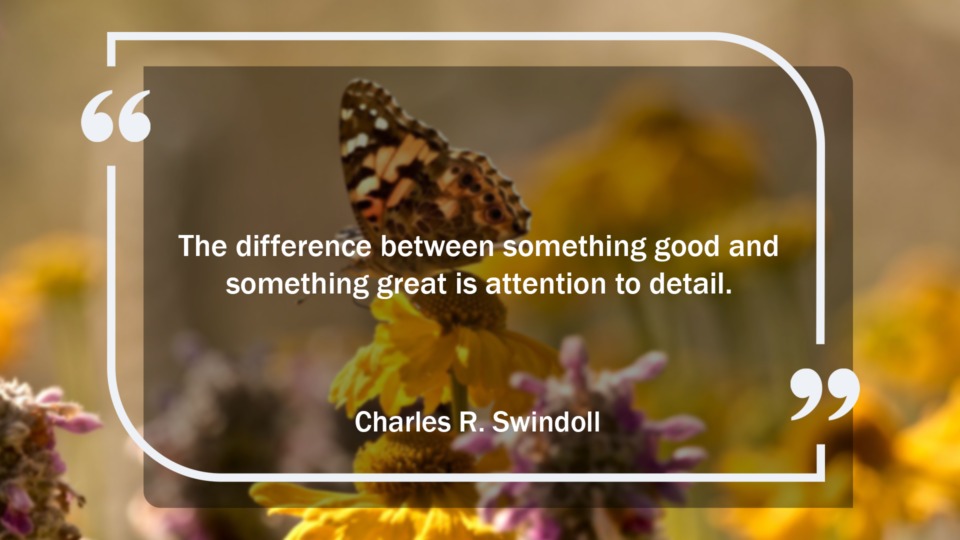 The difference between something good and
something great is attention to detail.
Charles R. Swindoll